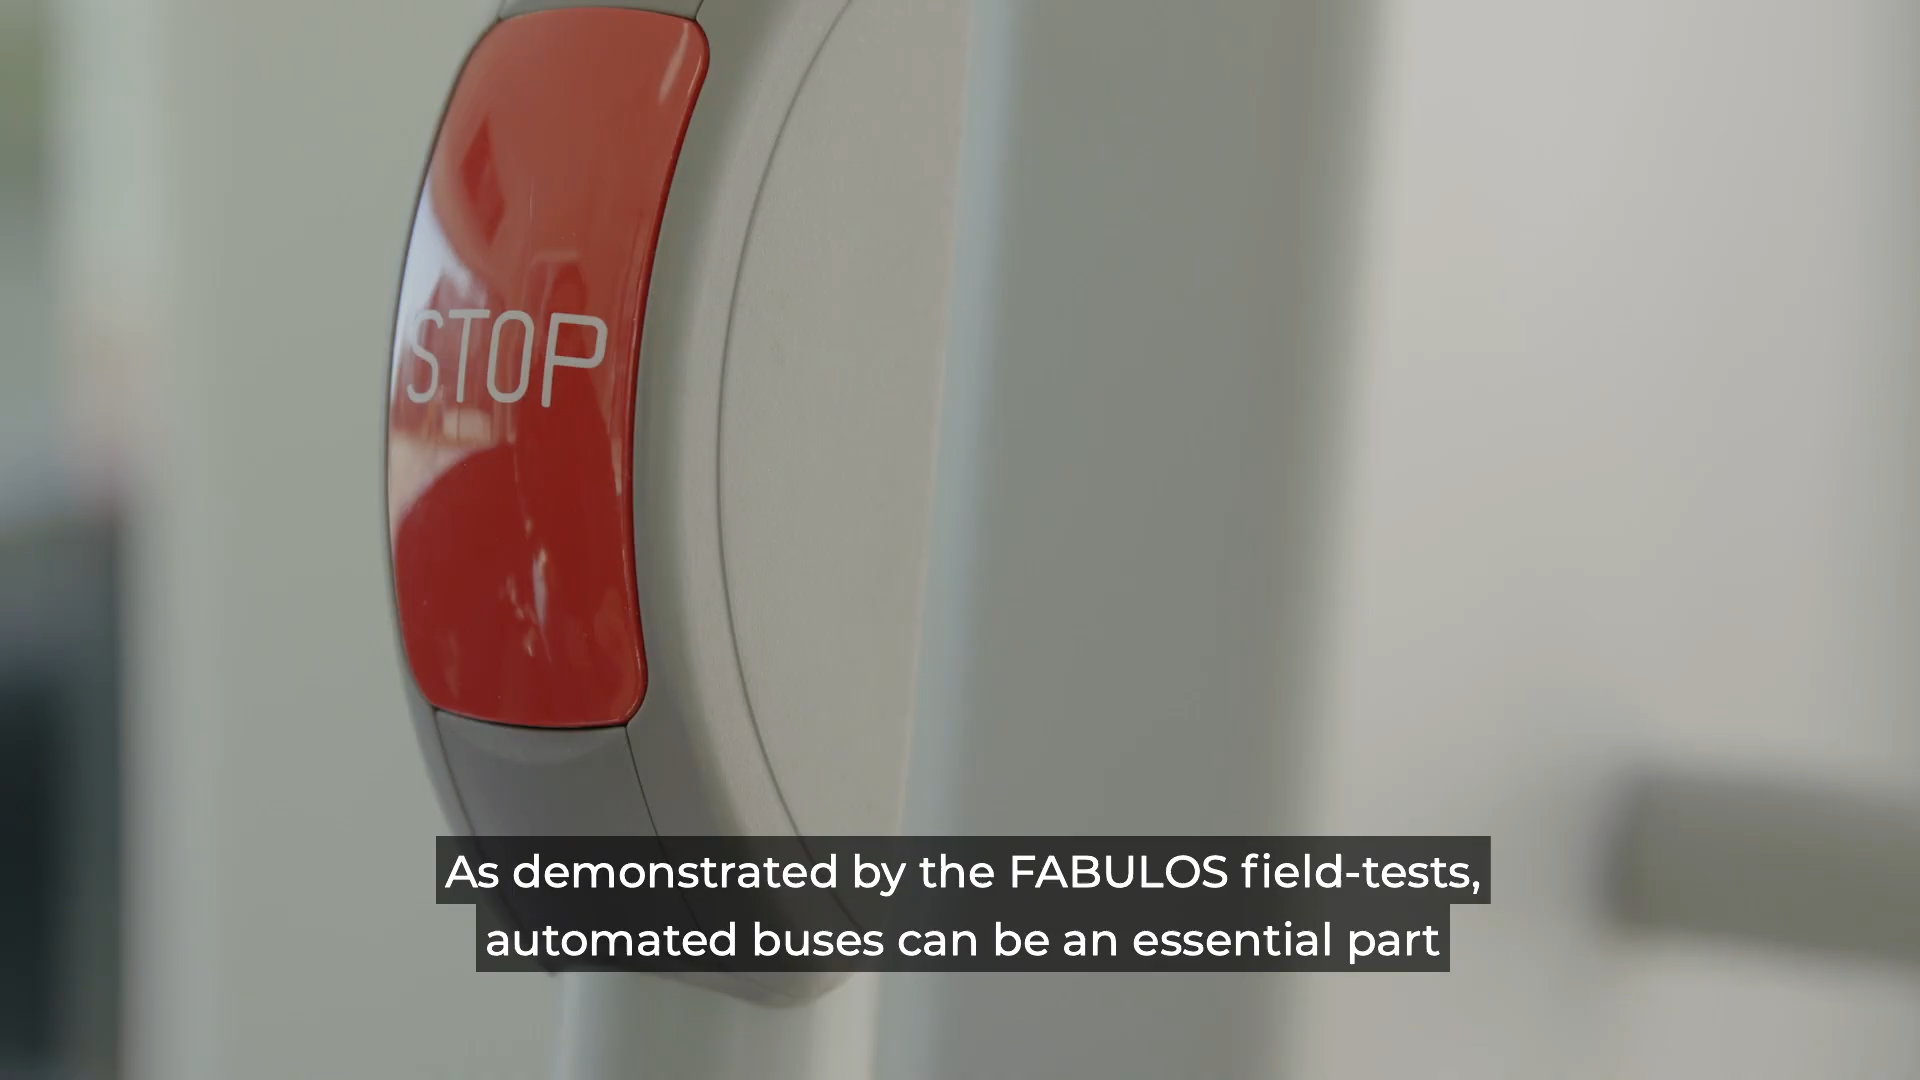 STOP
As demonstrated by the FABULOS field-tests,
automated buses can be an essential part